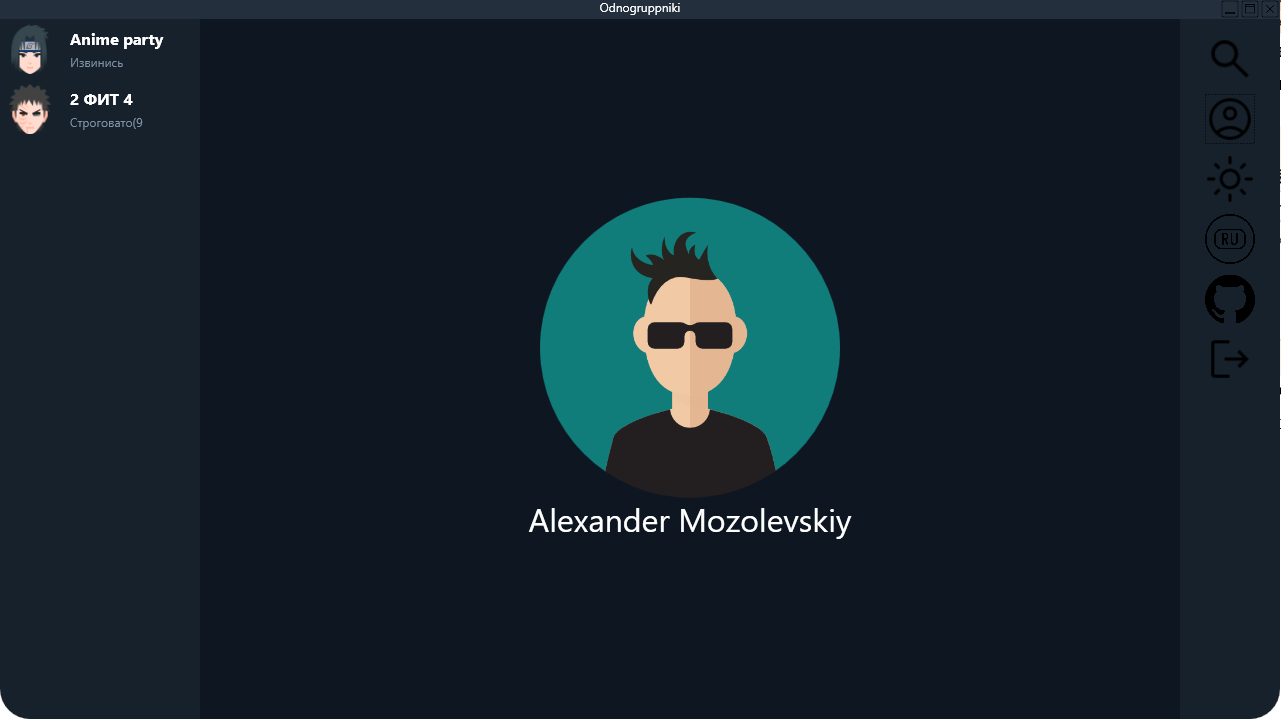 Odnogruppniki
Anime party
Извинись
2 ФИТ 4
Строговато(9
RU
Alexander Mozolevskiy